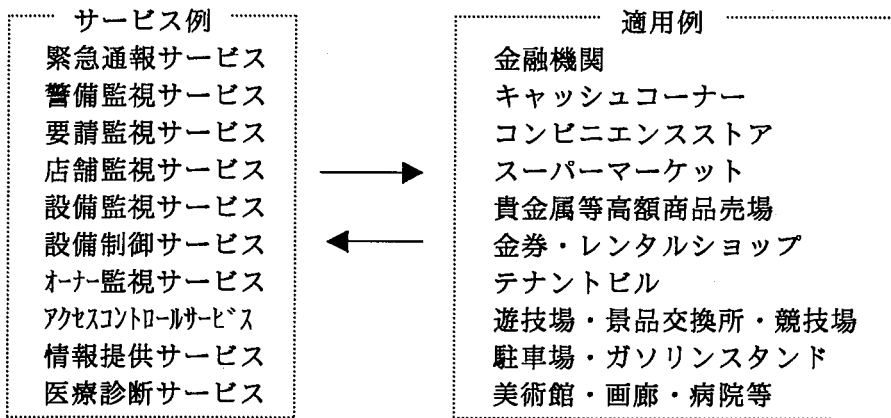 サービス例
緊急通報サービス
警備監視サービス
要請監視サービス
店舗監視サービス
設備監視サービス
設備制御サービス
ｵｰﾅｰ監視サービス
ｱｸｾｽｺﾝﾄﾛｰﾙｻｰﾋﾞｽ
情報提供サービス
医療診断サービス
適用例
金融機関
キャッシュコーナー
コンビニエンスストア
スーパーマーケット
貴金属等高額商品売場
金券・レンタルショップ
テナントビル
遊技場・景品交換所・競技場
駐車場・ガソリンスタンド
美術館・画廊・病院等